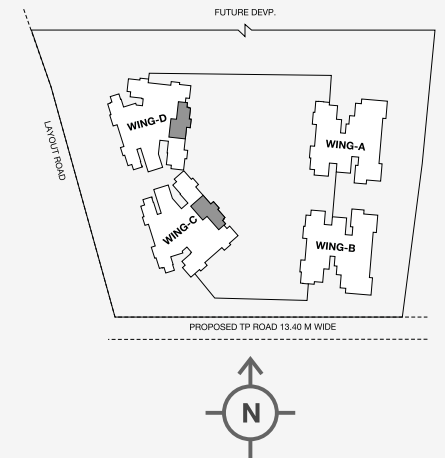 FUTURE DEVP.
WING-D
LAYOUT ROAD
WING-A
WING-C
WING-B
PROPOSED TP ROAD 13.40 M WIDE
N